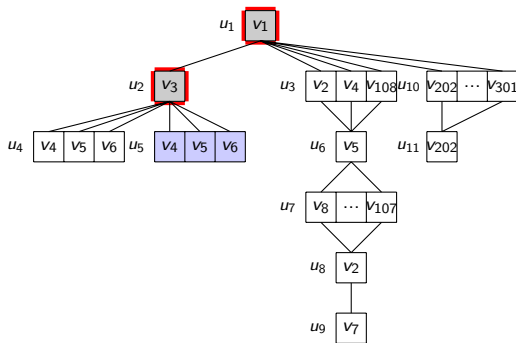 u1 v1
u2 v3 u3 v2 v4 v108 u10 v202 ... v301
u4 v4 v5 v6 u5 v4 v5 v6 u6 v5 u11 v202
u7 v8 ... v107
u8 v2
u9 v7